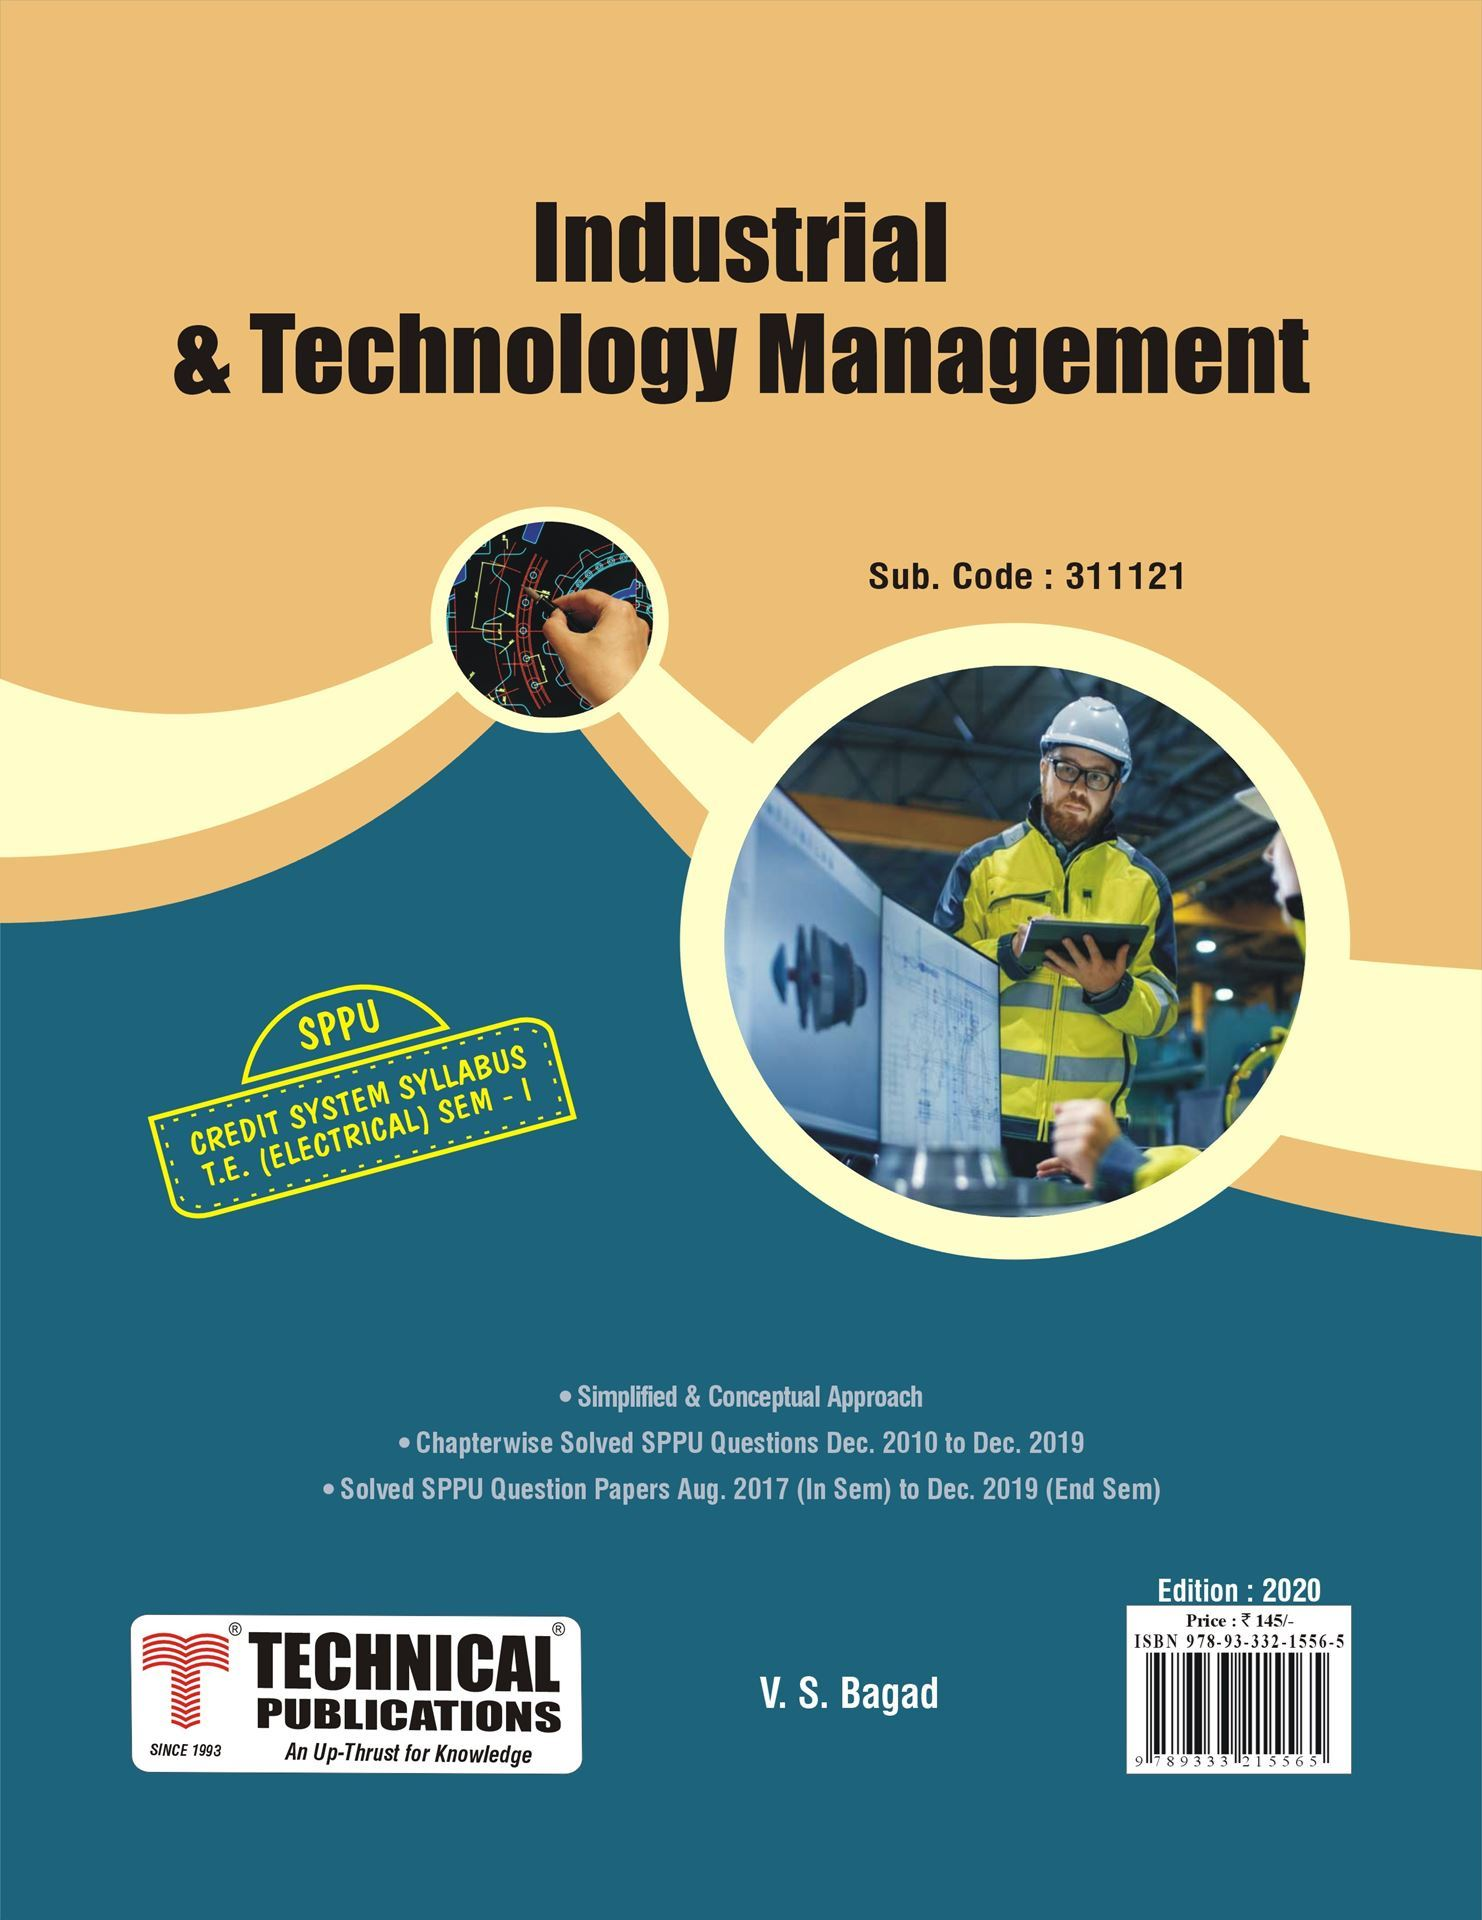 Industrial
& Technology Management
Sub. Code : 311121
SPPU
CREDIT SYSTEM SYLLABUS
T.E. (ELECTRICAL) SEM - I
• Simplified & Conceptual Approach
• Chapterwise Solved SPPU Questions Dec. 2010 to Dec. 2019
• Solved SPPU Question Papers Aug. 2017 (In Sem) to Dec. 2019 (End Sem)
Edition : 2020
Price : ₹ 145/-
ISBN 978-93-332-1556-5
9 789333 215565
® TECHNICAL ®
PUBLICATIONS
SINCE 1993
An Up-Thrust for Knowledge
V. S. Bagad